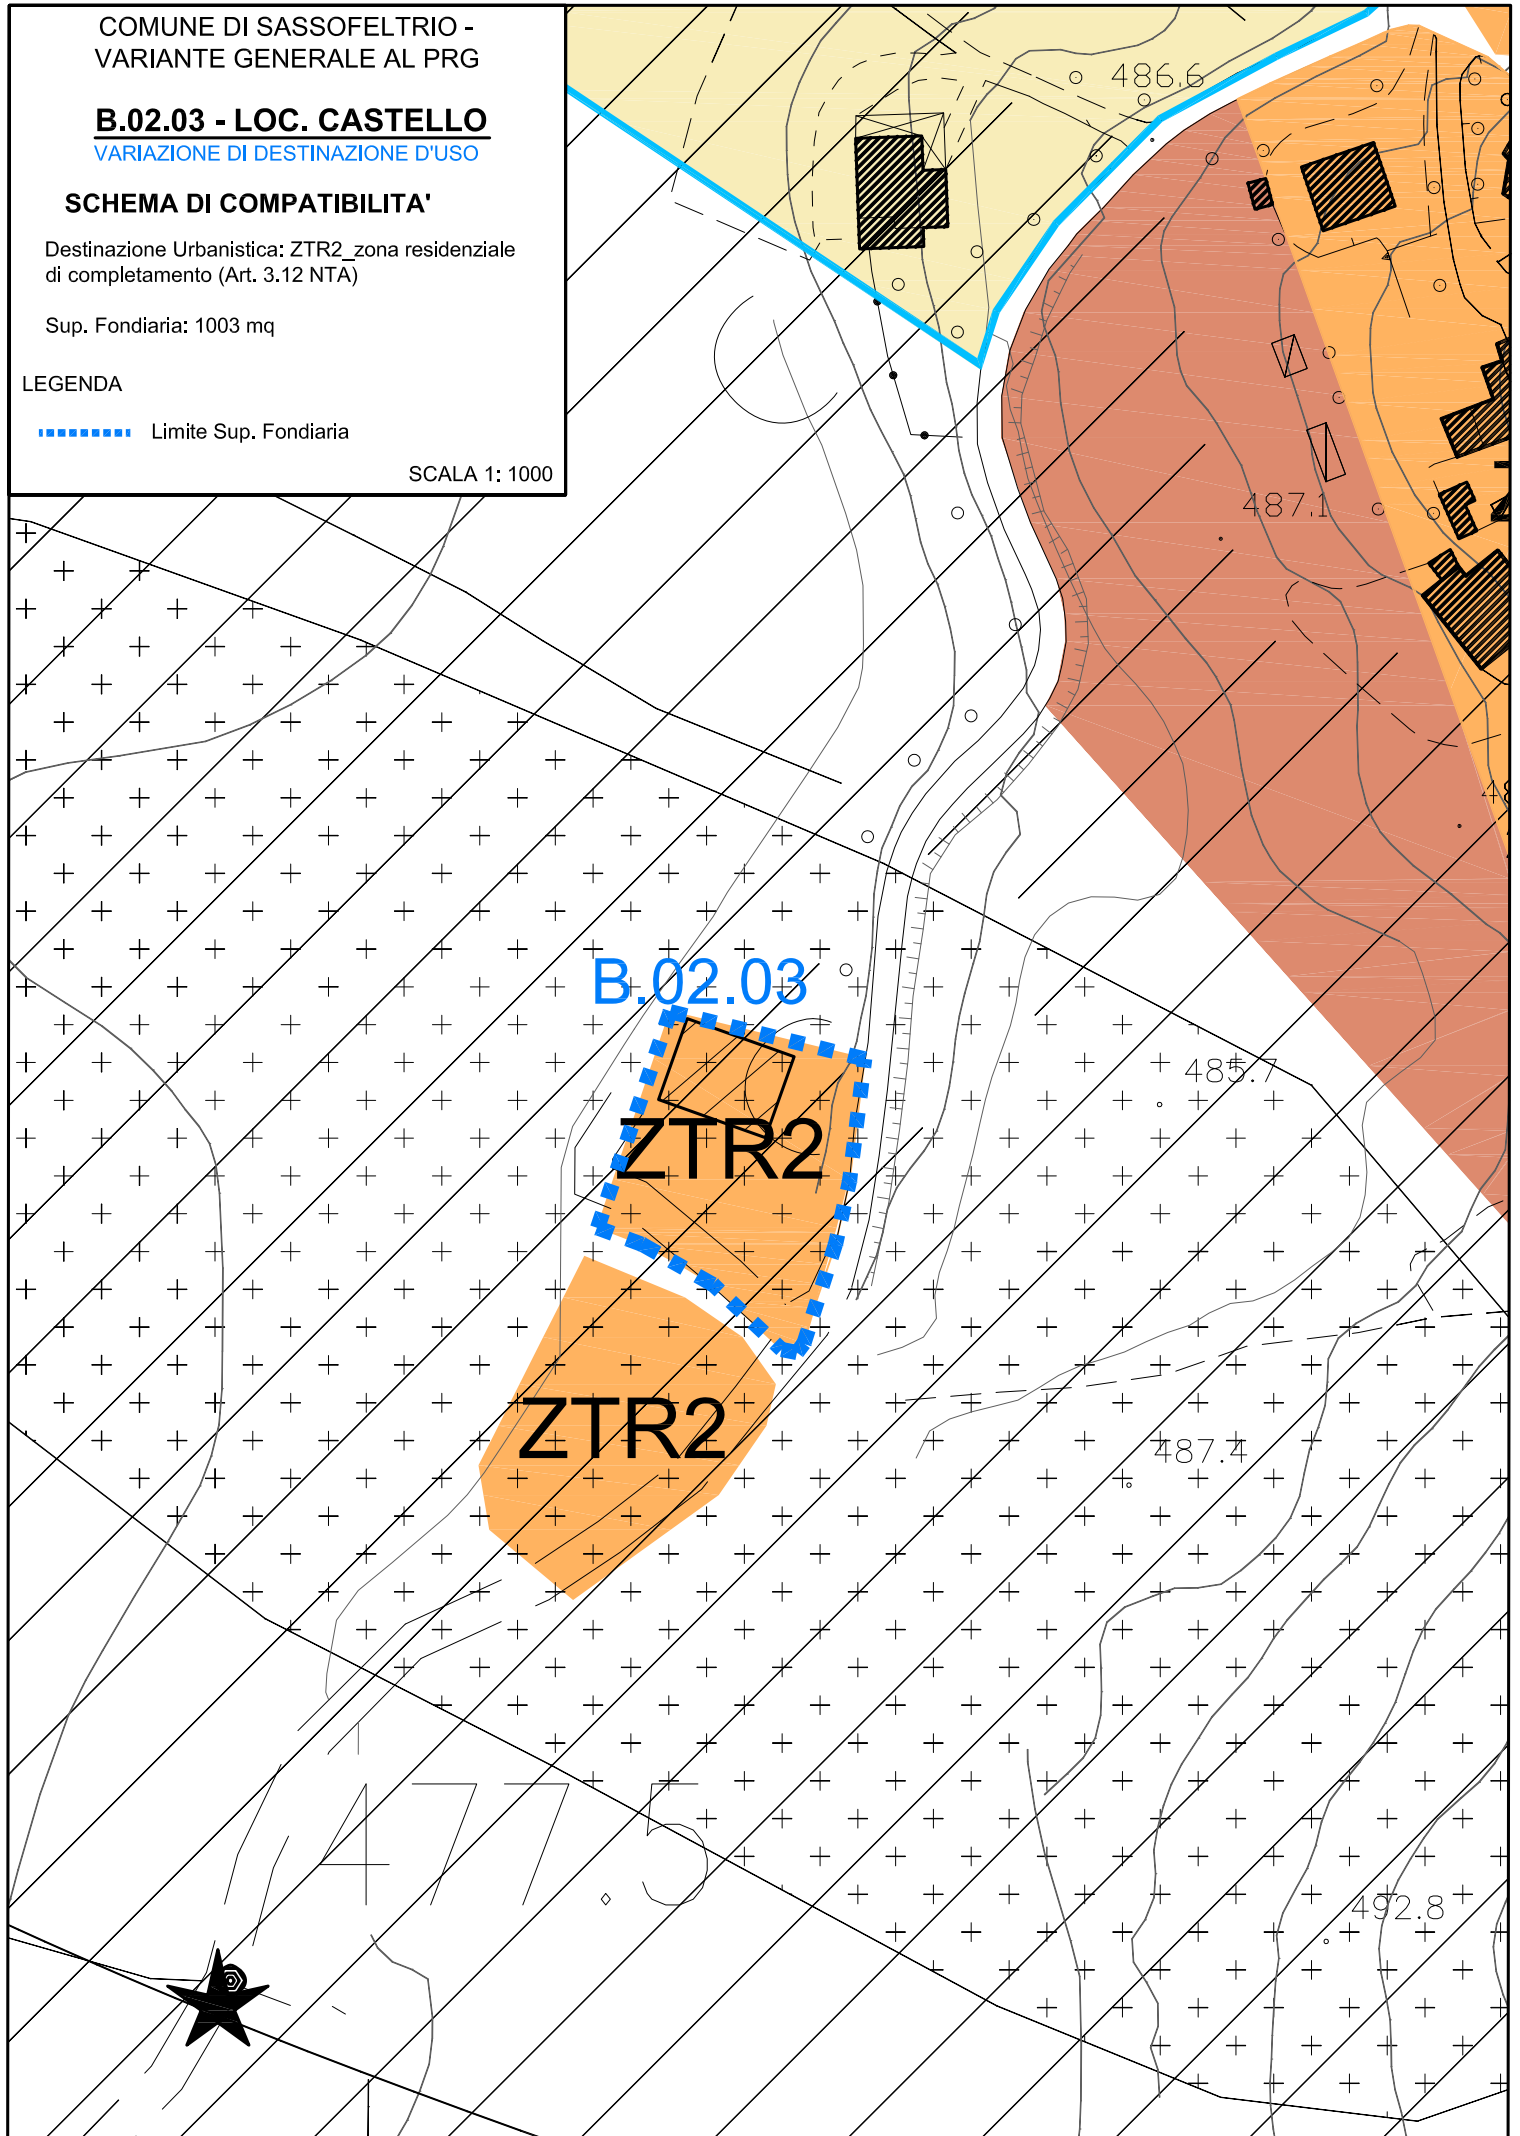 COMUNE DI SASSOFELTRIO -
VARIANTE GENERALE AL PRG
B.02.03 - LOC. CASTELLO
VARIAZIONE DI DESTINAZIONE D'USO
SCHEMA DI COMPATIBILITA'
Destinazione Urbanistica: ZTR2_zona residenziale
di completamento (Art. 3.12 NTA)
Sup. Fondiaria: 1003 mq
LEGENDA
Limite Sup. Fondiaria
SCALA 1: 1000
486.6
487.1
48
B.02.03
485.7
ZTR2
ZTR2
487.4
477.5
492.8